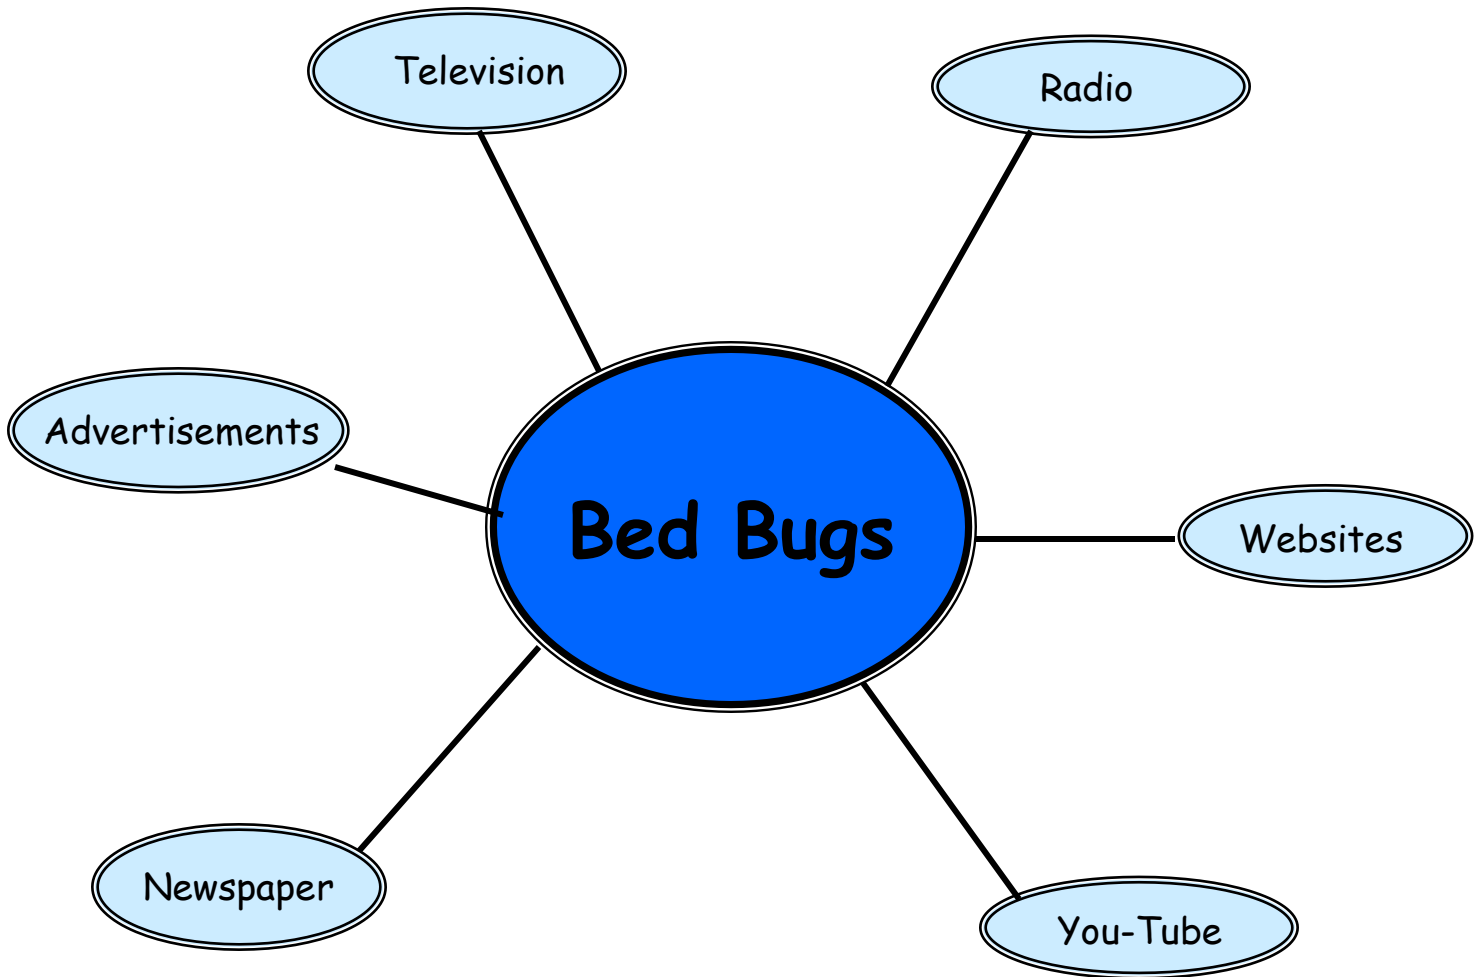 Television
Radio
Advertisements
Bed Bugs
Websites
Newspaper
You-Tube